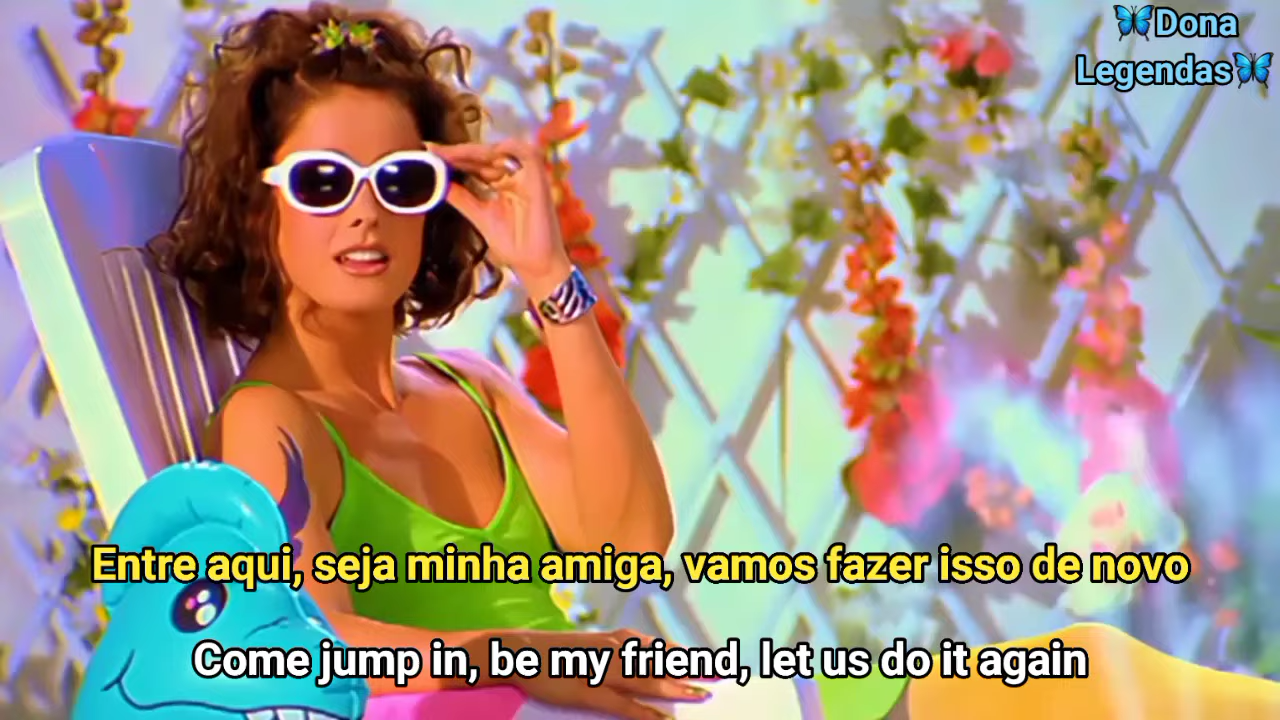 🦋Dona
Legendas🦋
Entre aqui, seja minha amiga, vamos fazer isso de novo
Come jump in, be my friend, let us do it again